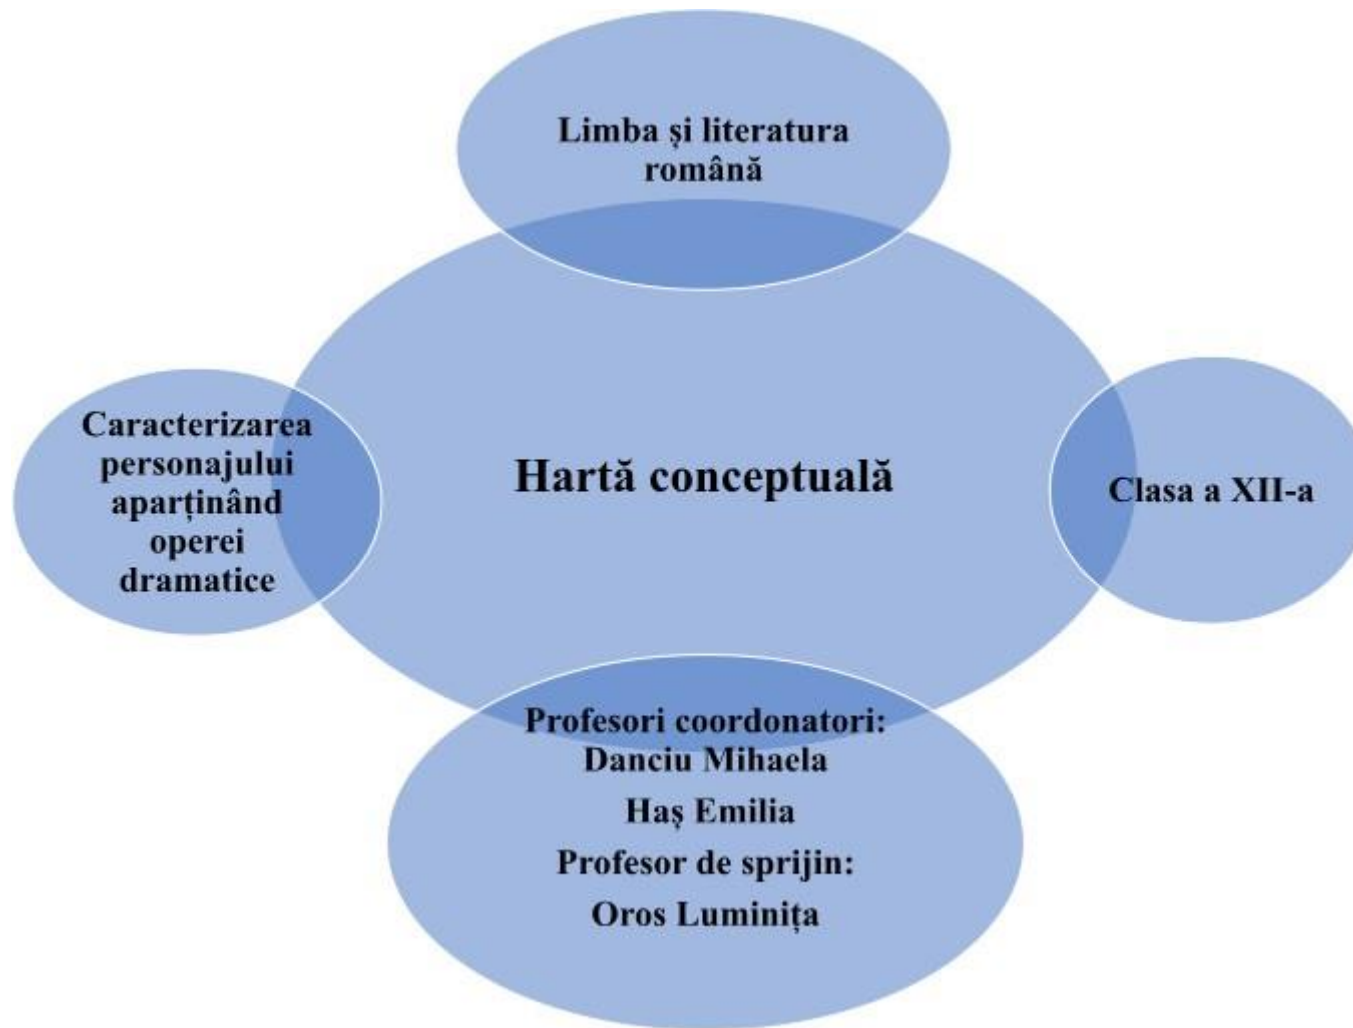 Limba și literatura
română
Caracterizarea
personajului
aparținând
operei
dramatice
Hartă conceptuală
Clasa a XII-a
Profesori coordonatori:
Danciu Mihaela
Haș Emilia
Profesor de sprijin:
Oros Luminița